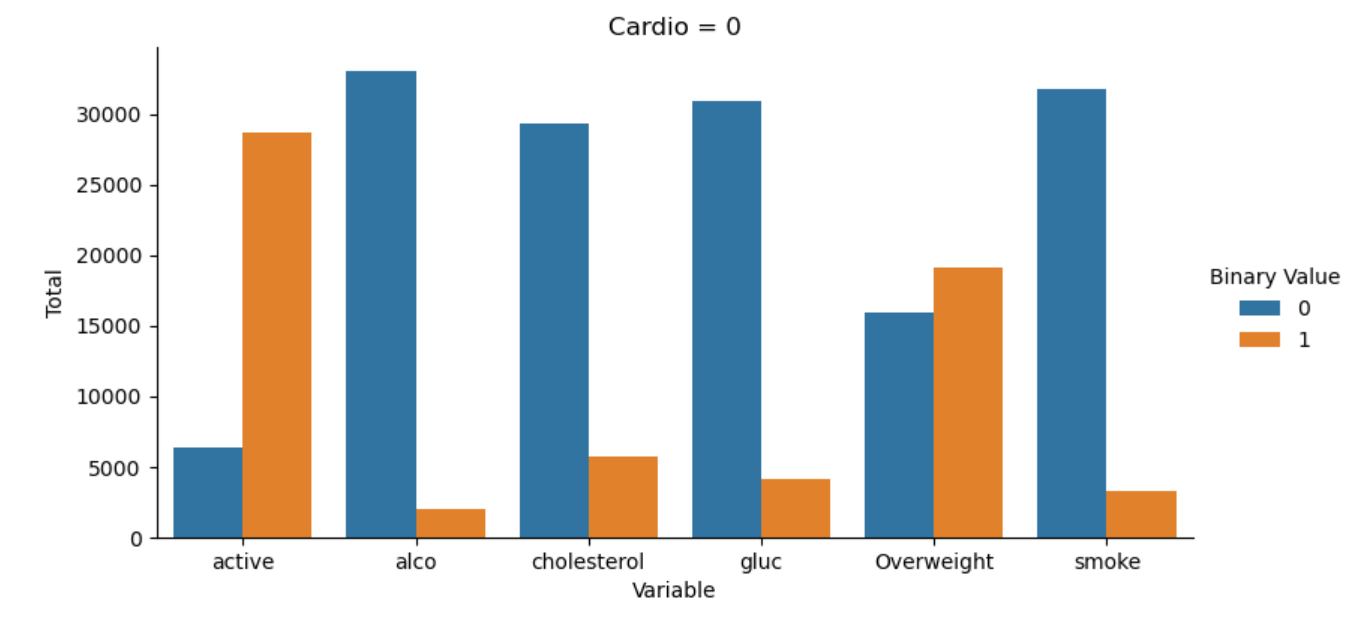 Cardio = 0
30000
25000
20000
15000
10000
5000
0
Total
active alco cholesterol gluc Overweight smoke
Variable
Binary Value
0
1